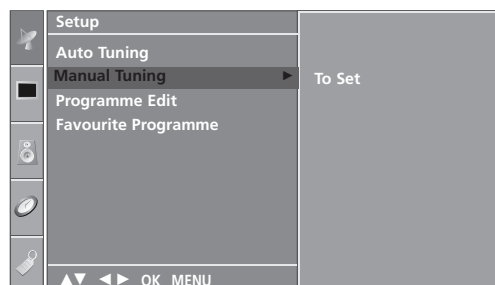 Setup
Auto Tuning
Manual Tuning ►
To Set
Programme Edit
Favourite Programme
▲▼ ◄► OK MENU